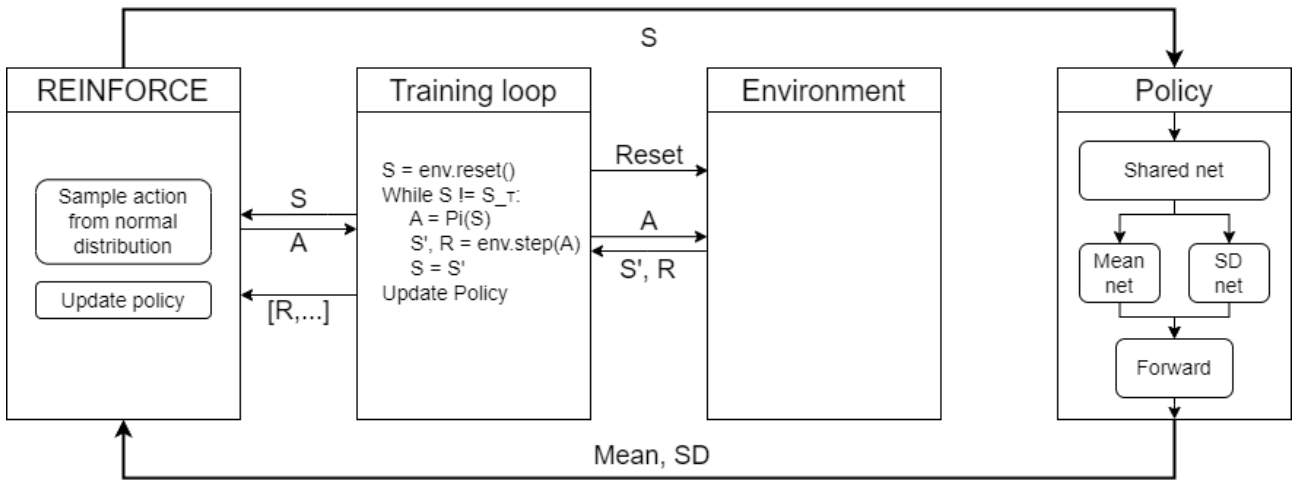 S
REINFORCE
Sample action
from normal
distribution
Update policy
S
A
[R,...]
Training loop
S = env.reset()
While S != S_τ:
A = Pi(S)
S', R = env.step(A)
S = S'
Update Policy
Reset
A
S', R
Environment
Policy
Shared net
Mean
net
SD
net
Forward
Mean, SD